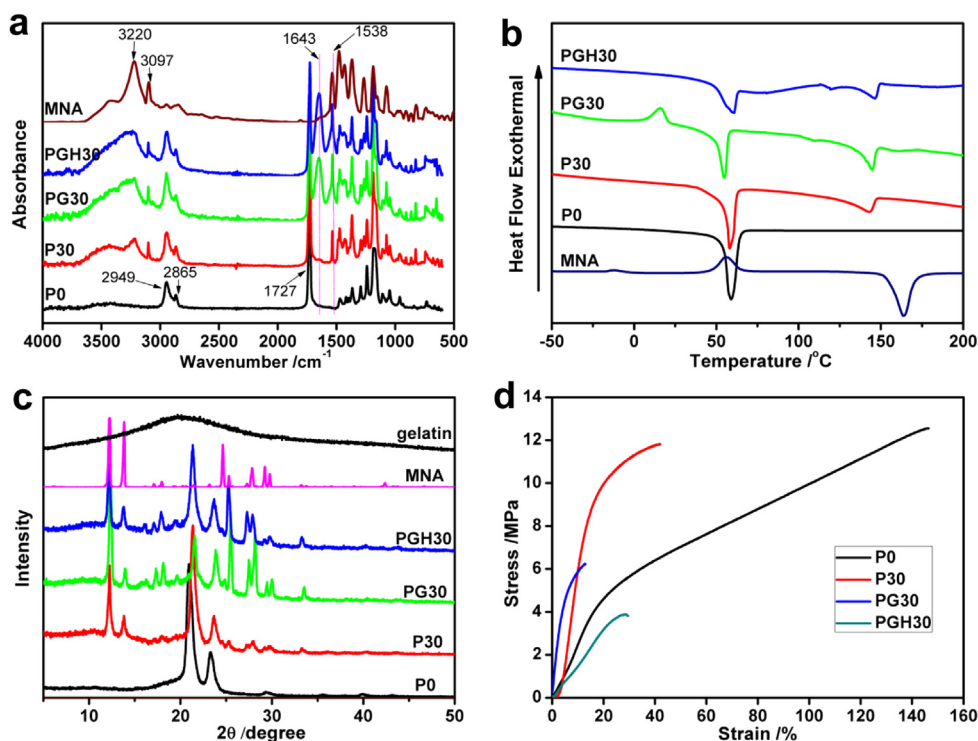 a
3220
3097
1643
1538
MNA
PGH30
PG30
P30
P0
2949
2865
1727
Absorbance
4000 3500 3000 2500 2000 1500 1000 500
Wavenumber /cm⁻¹
b
PGH30
PG30
P30
P0
MNA
Heat Flow Exothermal
-50 0 50 100 150 200
Temperature /°C
c
gelatin
MNA
PGH30
PG30
P30
P0
Intensity
10 20 30 40 50
2θ /degree
d
14
12
10
8
6
4
2
0
Stress /MPa
P0
P30
PG30
PGH30
0 20 40 60 80 100 120 140 160
Strain /%